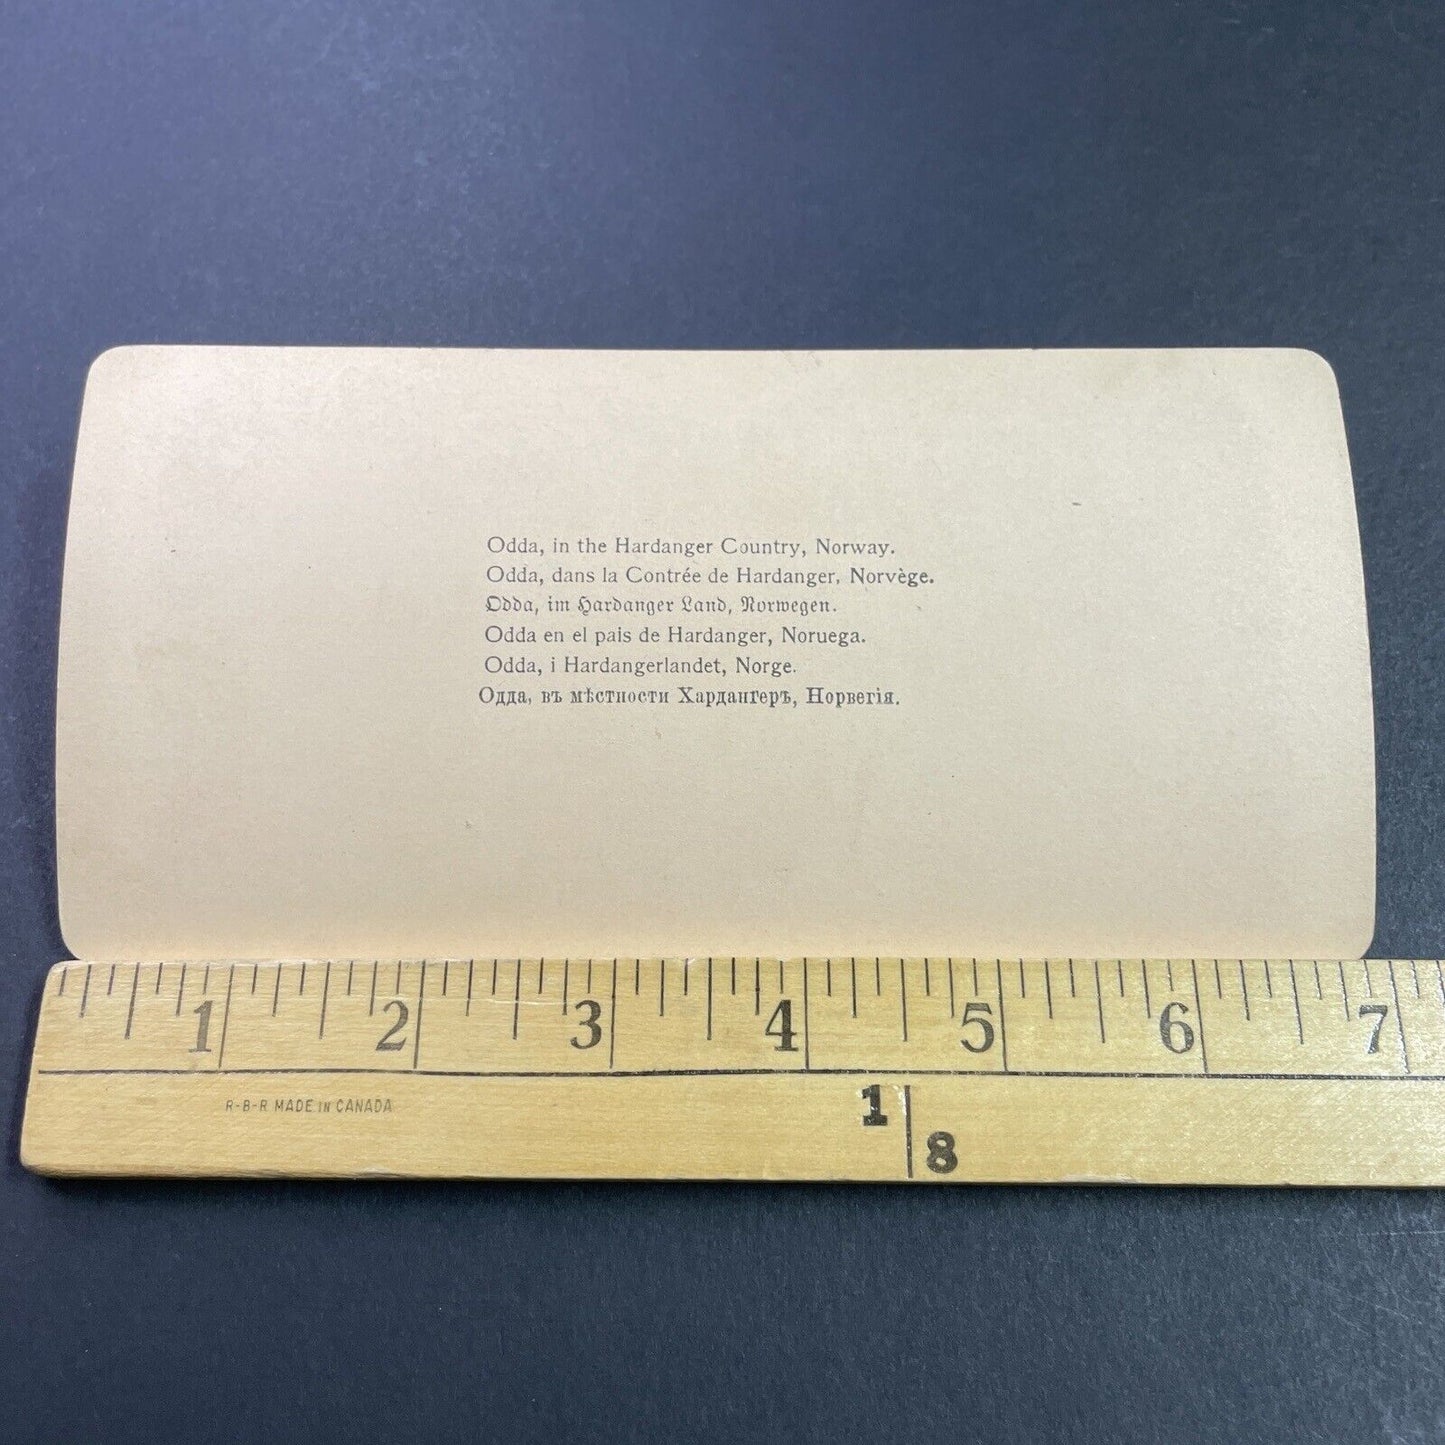 Odda, in the Hardanger Country, Norway.
Odda, dans la Contrée de Hardanger, Norvège.
Odda, im Hardanger Land, Norwegen.
Odda en el pais de Hardanger, Noruega.
Odda, i Hardangerlandet, Norge.
Одда, въ мѣстности Хардангеръ, Норвегія.
1 2 3 4 5 6 7
R-B-R MADE IN CANADA
1 8